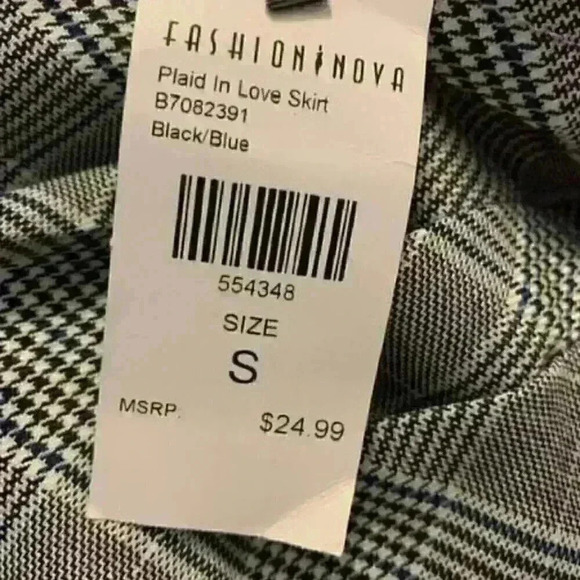 FASHION NOVA
Plaid In Love Skirt
B7082391
Black/Blue
554348
SIZE
S
MSRP.
$24.99